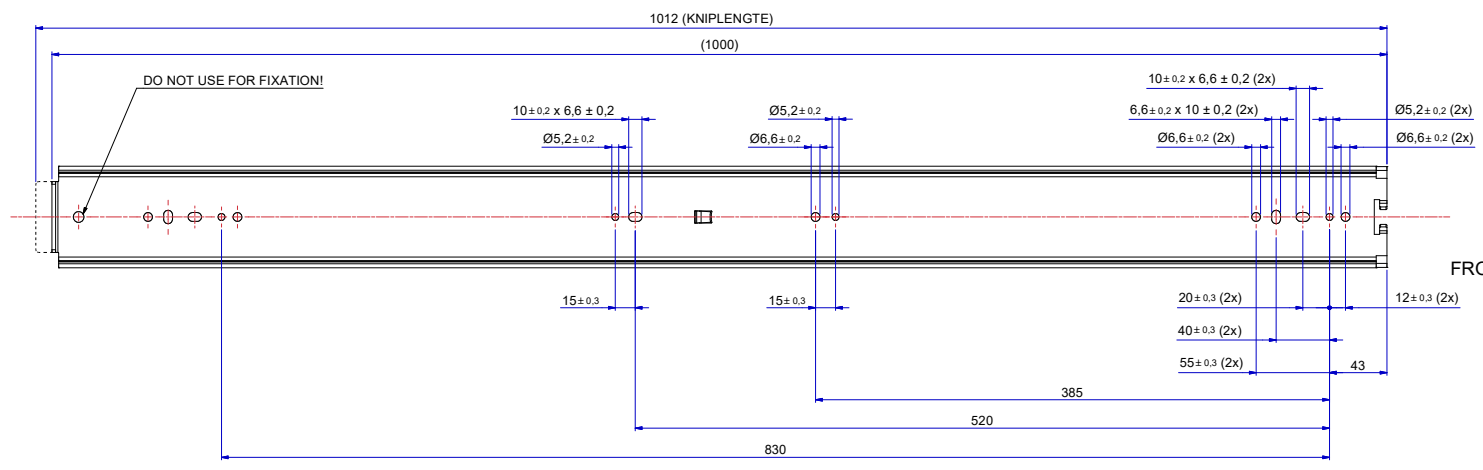 1012 (KNIPLENGTE)
(1000)
DO NOT USE FOR FIXATION!
10±0,2 x 6,6 ± 0,2 (2x)
10±0,2 x 6,6 ± 0,2
Ø5,2±0,2
6,6±0,2 x 10 ± 0,2 (2x)
Ø5,2±0,2 (2x)
Ø5,2±0,2
Ø6,6±0,2
Ø6,6±0,2 (2x)
Ø6,6±0,2 (2x)
FRO
15±0,3
15±0,3
20±0,3 (2x)
12±0,3 (2x)
40±0,3 (2x)
55±0,3 (2x)
43
385
520
830